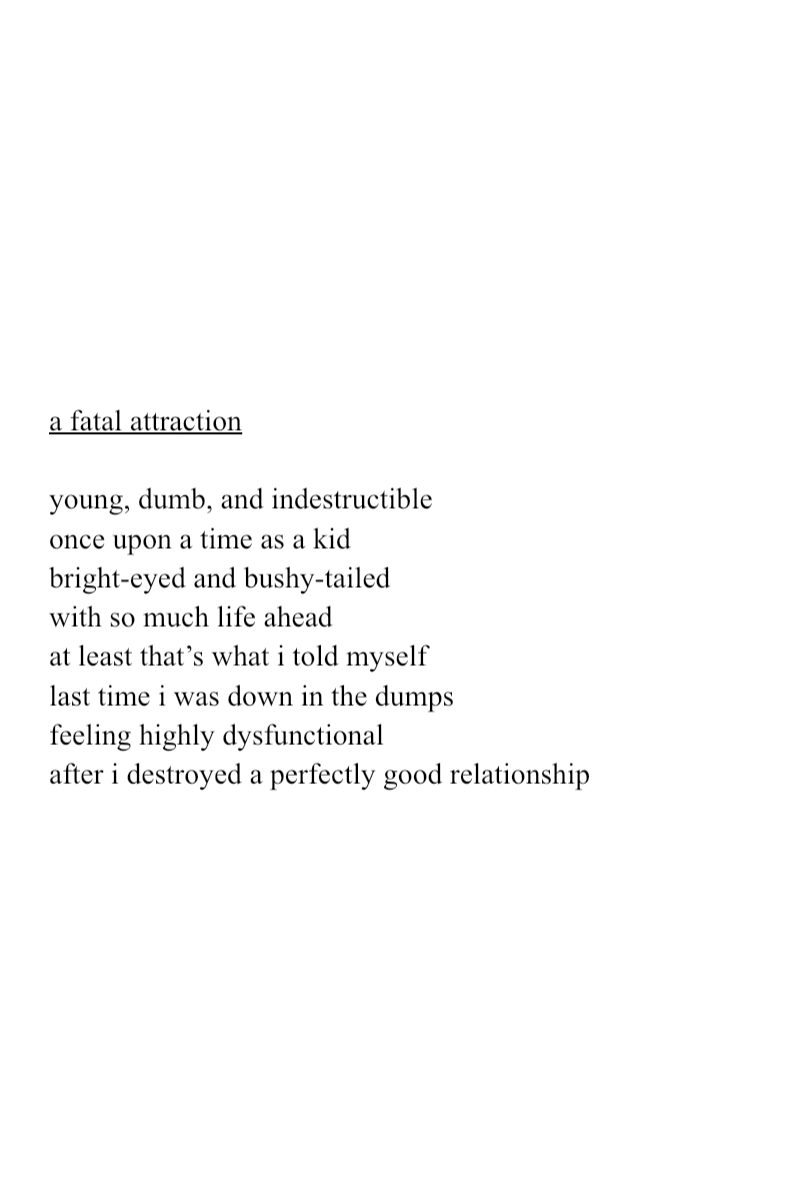 a fatal attraction
young, dumb, and indestructible
once upon a time as a kid
bright-eyed and bushy-tailed
with so much life ahead
at least that’s what i told myself
last time i was down in the dumps
feeling highly dysfunctional
after i destroyed a perfectly good relationship